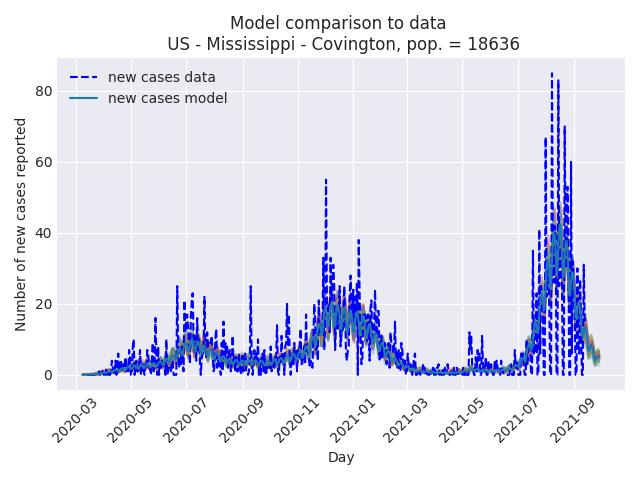 Model comparison to data
US - Mississippi - Covington, pop. = 18636
new cases data
new cases model
Number of new cases reported
80
60
40
20
0
2020-03
2020-05
2020-07
2020-09
2020-11
2021-01
2021-03
2021-05
2021-07
2021-09
Day